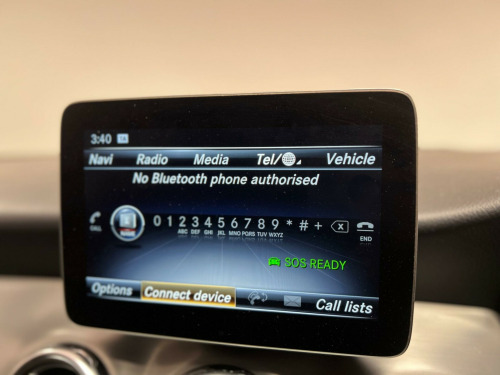 3:40
Navi Radio Media Tel/ Vehicle
No Bluetooth phone authorised
0 1 2 3 4 5 6 7 8 9 * # +
CALL ABC DEF GHI JKL MNO PQRS TUV WXYZ END
SOS READY
Options Connect device Call lists